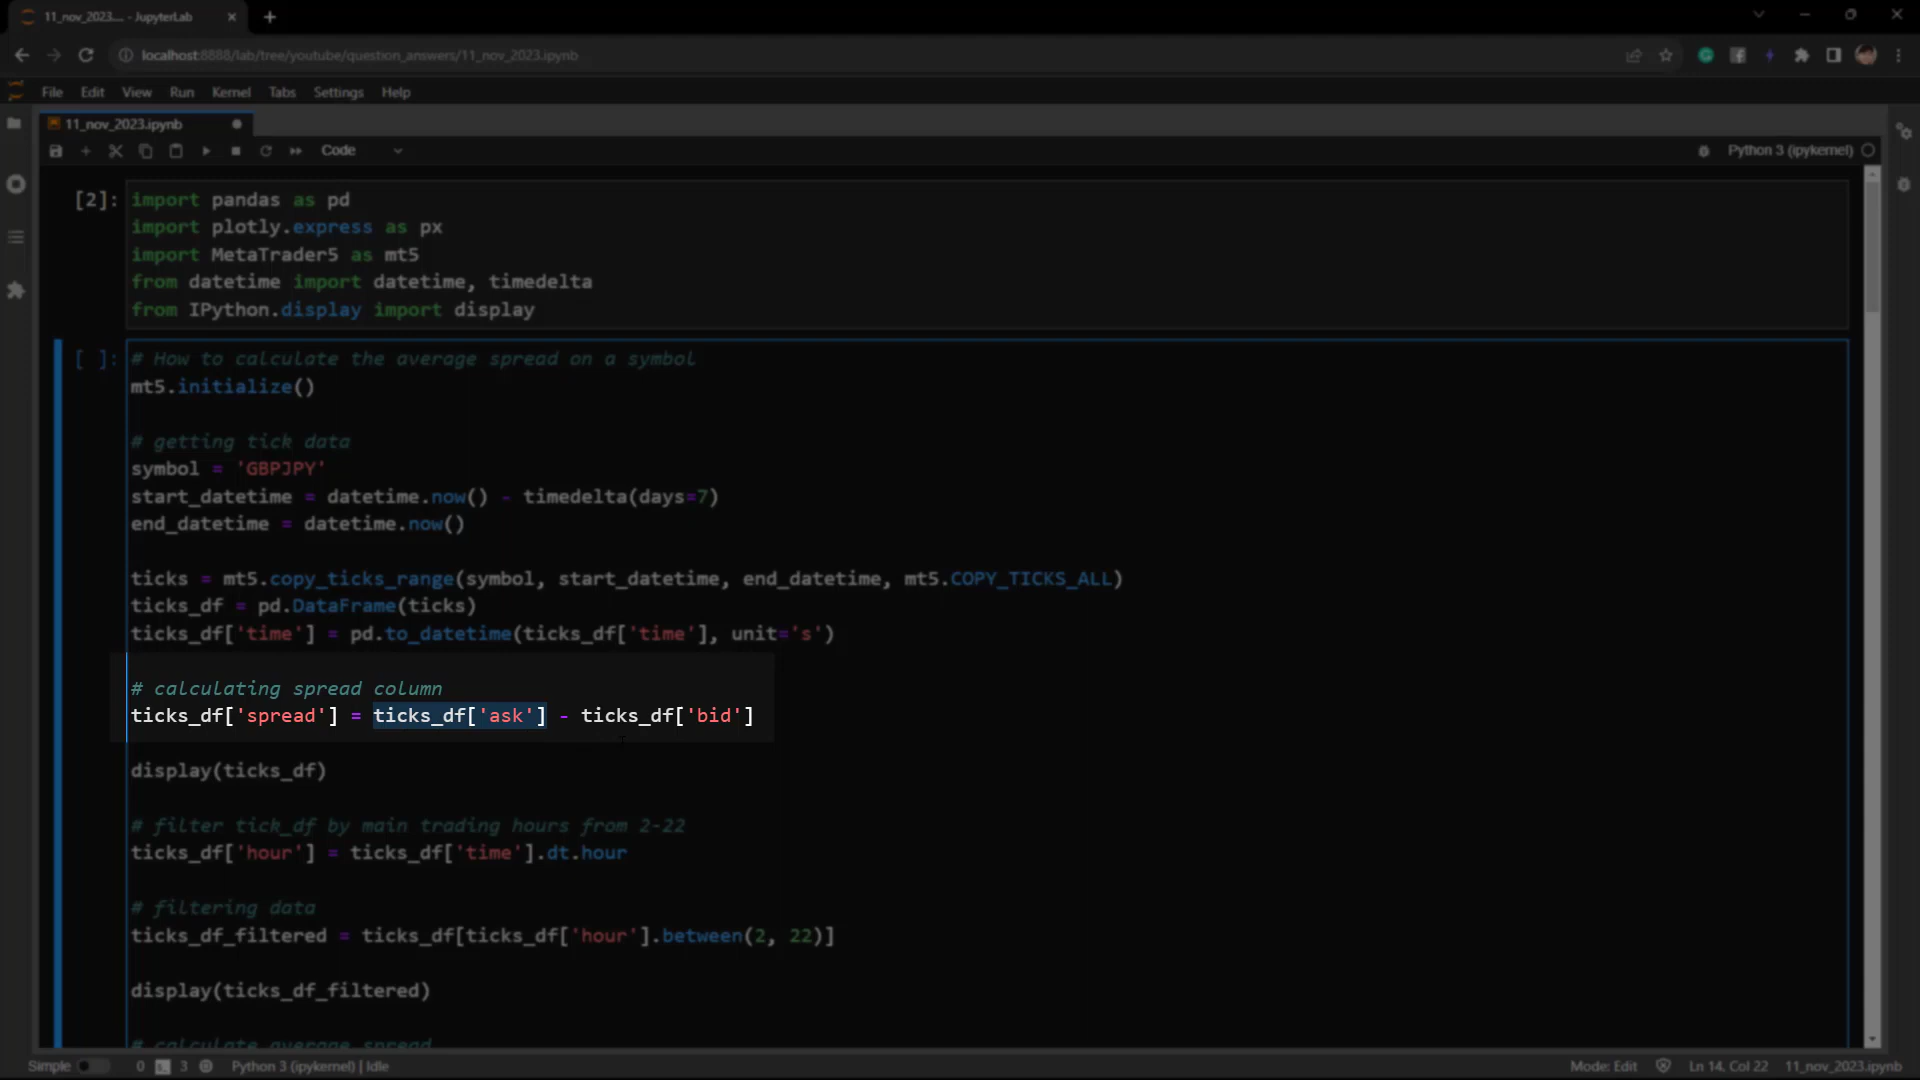 11_nov_2023.... - JupyterLab
localhost:8888/lab/tree/youtube/question_answers/11_nov_2023.ipynb
File Edit View Run Kernel Tabs Settings Help
11_nov_2023.ipynb
Code
Python 3 (ipykernel)
[2]: import pandas as pd
import plotly.express as px
import MetaTrader5 as mt5
from datetime import datetime, timedelta
from IPython.display import display
[ ]: # How to calculate the average spread on a symbol
mt5.initialize()
# getting tick data
symbol = 'GBPJPY'
start_datetime = datetime.now() - timedelta(days=7)
end_datetime = datetime.now()
ticks = mt5.copy_ticks_range(symbol, start_datetime, end_datetime, mt5.COPY_TICKS_ALL)
ticks_df = pd.DataFrame(ticks)
ticks_df['time'] = pd.to_datetime(ticks_df['time'], unit='s')
# calculating spread column
ticks_df['spread'] = ticks_df['ask'] - ticks_df['bid']
display(ticks_df)
# filter tick_df by main trading hours from 2-22
ticks_df['hour'] = ticks_df['time'].dt.hour
# filtering data
ticks_df_filtered = ticks_df[ticks_df['hour'].between(2, 22)]
display(ticks_df_filtered)
# calculate average spread
Simple 0 3 Python 3 (ipykernel) | Idle
Mode: Edit Ln 14, Col 22 11_nov_2023.ipynb